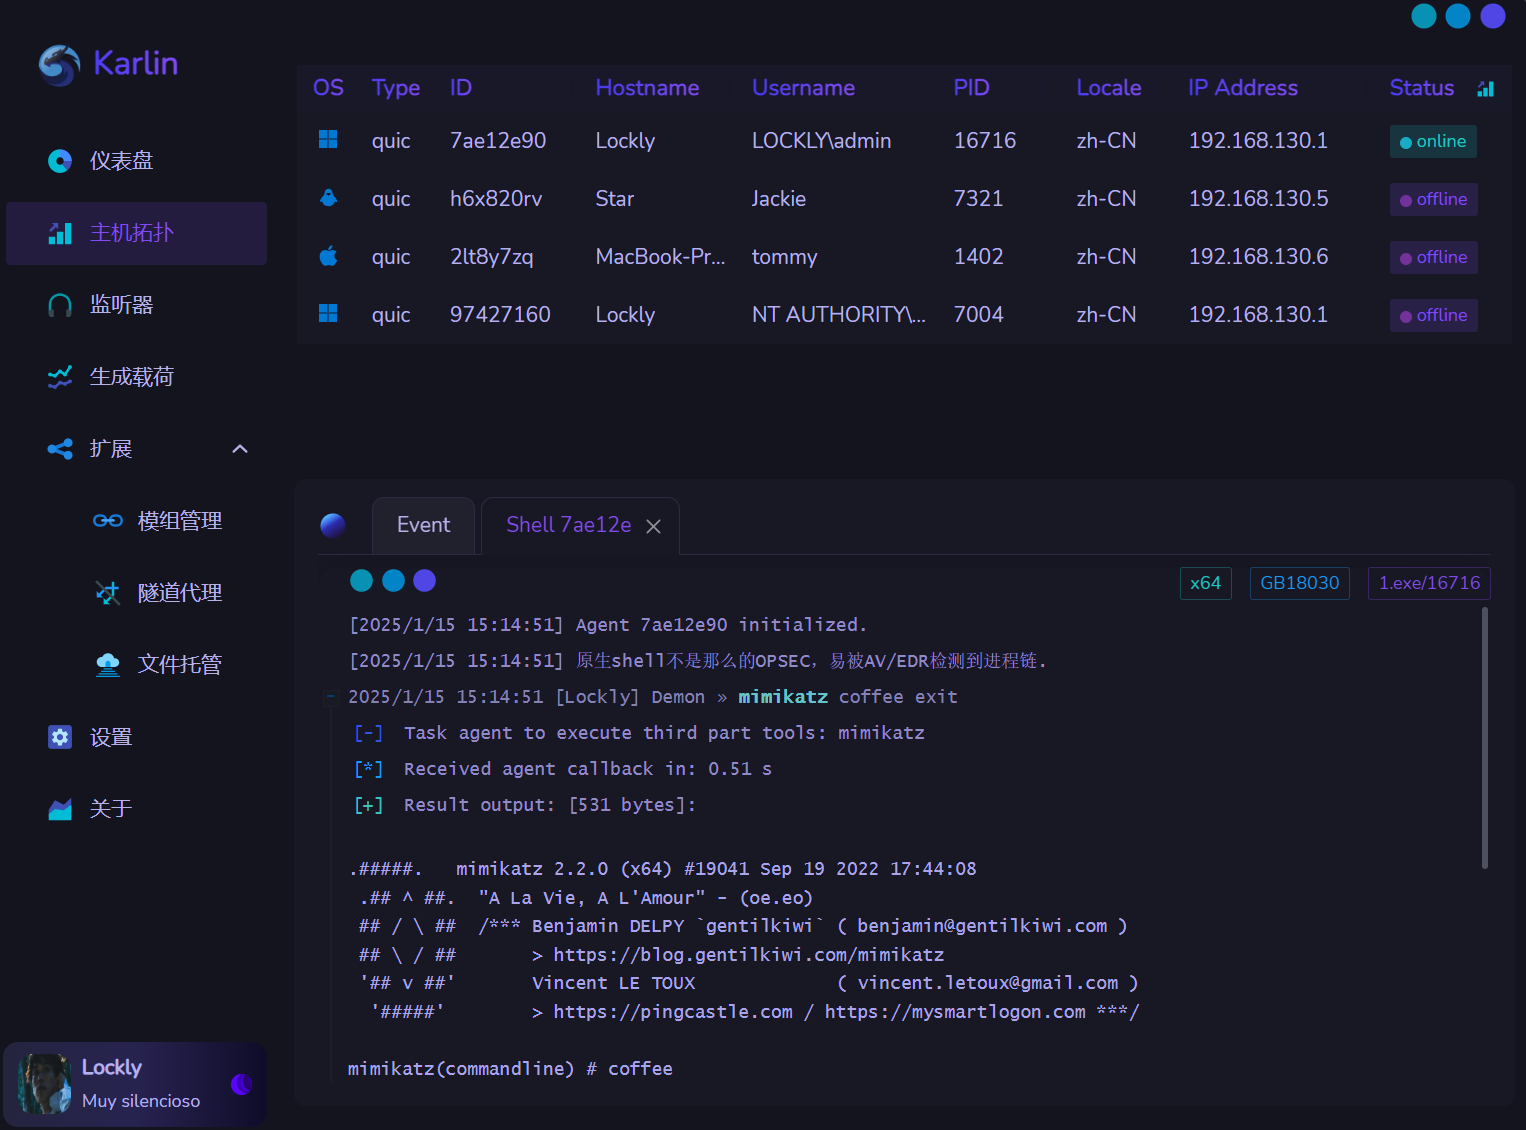 Karlin
仪表盘
主机拓扑
监听器
生成载荷
扩展
模组管理
隧道代理
文件托管
设置
关于
Lockly
Muy silencioso
OS Type ID Hostname Username PID Locale IP Address Status
quic 7ae12e90 Lockly LOCKLY\admin 16716 zh-CN 192.168.130.1 online
quic h6x820rv Star Jackie 7321 zh-CN 192.168.130.5 offline
quic 2lt8y7zq MacBook-Pr... tommy 1402 zh-CN 192.168.130.6 offline
quic 97427160 Lockly NT AUTHORITY\... 7004 zh-CN 192.168.130.1 offline
Event Shell 7ae12e
x64 GB18030 1.exe/16716
[2025/1/15 15:14:51] Agent 7ae12e90 initialized.
[2025/1/15 15:14:51] 原生shell不是那么的OPSEC，易被AV/EDR检测到进程链.
2025/1/15 15:14:51 [Lockly] Demon » mimikatz coffee exit
[-] Task agent to execute third part tools: mimikatz
[*] Received agent callback in: 0.51 s
[+] Result output: [531 bytes]:
.#####.   mimikatz 2.2.0 (x64) #19041 Sep 19 2022 17:44:08
.## ^ ##.  "A La Vie, A L'Amour" - (oe.eo)
## / \ ##  /*** Benjamin DELPY `gentilkiwi` ( benjamin@gentilkiwi.com )
## \ / ##       > https://blog.gentilkiwi.com/mimikatz
'## v ##'       Vincent LE TOUX             ( vincent.letoux@gmail.com )
'#####'        > https://pingcastle.com / https://mysmartlogon.com ***/
mimikatz(commandline) # coffee